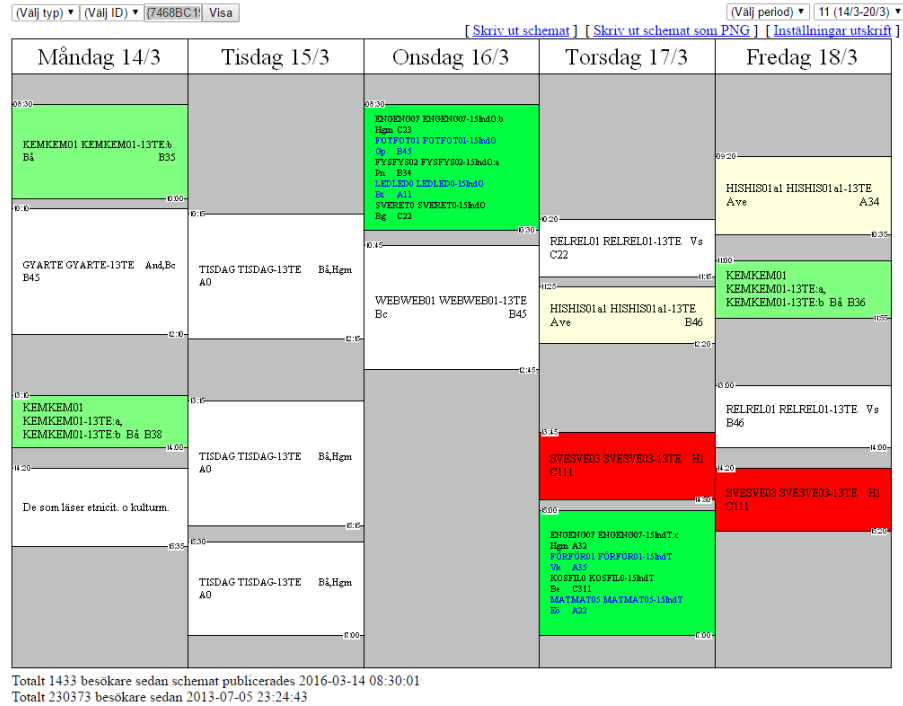 (Välj typ) (Välj ID) Visa (Välj period) 11 (14/3-20/3)
[ Skriv ut schemat ] [ Skriv ut schemat som PNG ] [ Inställningar utskrift ]
Måndag 14/3 Tisdag 15/3 Onsdag 16/3 Torsdag 17/3 Fredag 18/3
08:30
KEMKEM01 KEMKEM01-13TE:b
Bå B35
10:00
10:10
GYARTE GYARTE-13TE And,Bc
B45
12:10
13:10
KEMKEM01
KEMKEM01-13TE:a,
KEMKEM01-13TE:b Bå B38
14:00
14:20
De som läser etnicit. o kulturm.
15:35
10:15
TISDAG TISDAG-13TE Bå,Hgm
A0
12:15
13:15
TISDAG TISDAG-13TE Bå,Hgm
A0
15:15
15:30
TISDAG TISDAG-13TE Bå,Hgm
A0
17:00
08:30
ENGENG07 ENGENG07-15IndO:b
Hgm C23
FOTFOT01 FOTFOT01-15IndO
Op B45
FYSFYS02 FYSFYS02-15IndO:a
Pn B34
LEDLED0 LEDLED0-15IndO
Bt A11
SVERET0 SVERET0-15IndO
Bg C22
10:30
10:45
WEBWEB01 WEBWEB01-13TE
Bc B45
12:45
10:20
RELREL01 RELREL01-13TE Vs
C22
11:15
11:25
HISHIS01a1 HISHIS01a1-13TE
Ave B46
12:20
13:45
SVESVE03 SVESVE03-13TE Hl
C111
14:50
15:00
ENGENG07 ENGENG07-15IndT:c
Hgm A32
FÖRFÖR01 FÖRFÖR01-15IndT
Vk A35
KOSFIL0 KOSFIL0-15IndT
Be C311
MATMAT05 MATMAT05-15IndT
Eö A22
17:00
09:20
HISHIS01a1 HISHIS01a1-13TE
Ave A34
10:35
11:00
KEMKEM01
KEMKEM01-13TE:a,
KEMKEM01-13TE:b Bå B36
11:55
13:00
RELREL01 RELREL01-13TE Vs
B46
14:00
14:20
SVESVE03 SVESVE03-13TE Hl
C111
15:20
Totalt 1433 besökare sedan schemat publicerades 2016-03-14 08:30:01
Totalt 230373 besökare sedan 2013-07-05 23:24:43